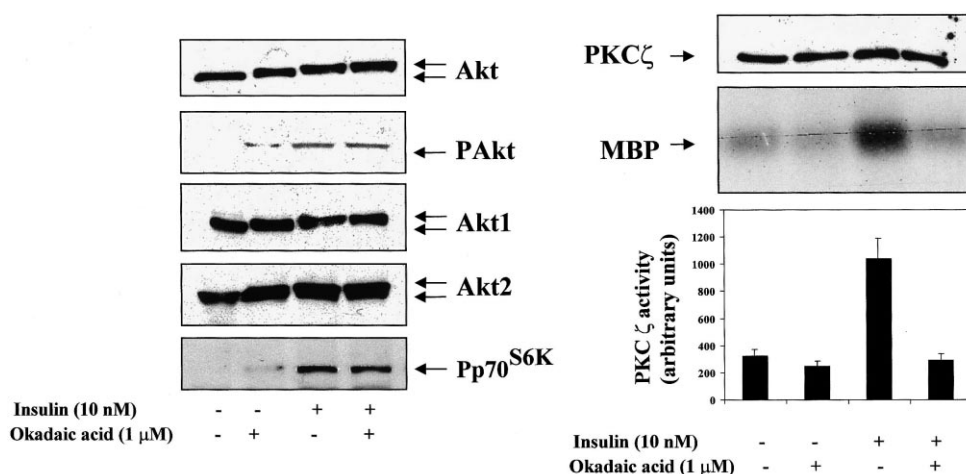 Akt
PAkt
Akt1
Akt2
Pp70S6K
Insulin (10 nM) - - + +
Okadaic acid (1 μM) - + - +
PKCζ
MBP
1400
1200
1000
800
600
400
200
0
PKC ζ activity
(arbitrary units)
Insulin (10 nM) - - + +
Okadaic acid (1 μM) - + - +